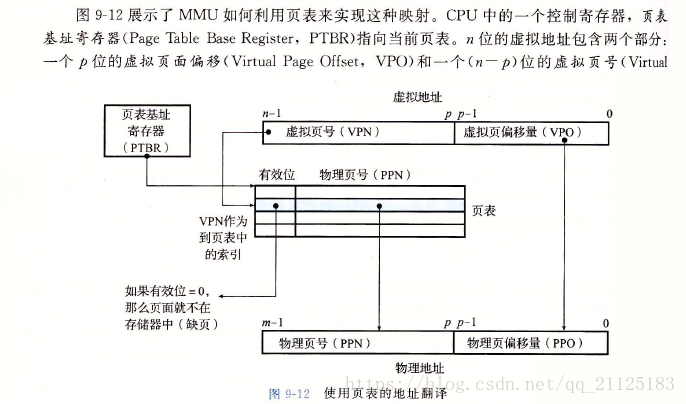 图 9-12 展示了 MMU 如何利用页表来实现这种映射。CPU 中的一个控制寄存器，页表
基址寄存器(Page Table Base Register，PTBR)指向当前页表。n 位的虚拟地址包含两个部分：
一个 p 位的虚拟页面偏移(Virtual Page Offset，VPO)和一个(n－p)位的虚拟页号(Virtual
虚拟地址
n-1 p p-1 0
页表基址
寄存器
（PTBR）
虚拟页号（VPN） 虚拟页偏移量（VPO）
有效位 物理页号（PPN）
页表
VPN作为
到页表中
的索引
如果有效位=0，
那么页面就不在
存储器中（缺页）
m-1 p p-1 0
物理页号（PPN） 物理页偏移量（PPO）
物理地址
图 9-12 使用页表的地址翻译
https://blog.csdn.net/qq_21125183